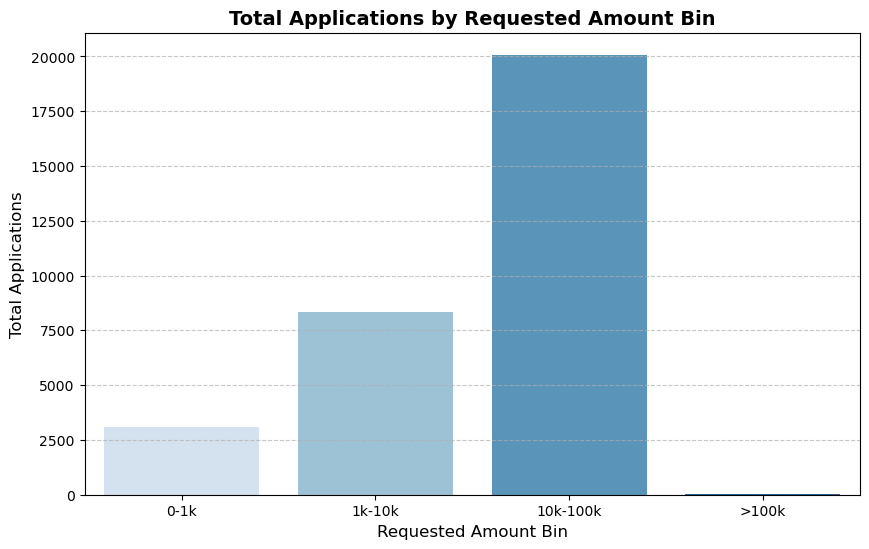 Total Applications by Requested Amount Bin
Total Applications
20000
17500
15000
12500
10000
7500
5000
2500
0
0-1k
1k-10k
10k-100k
>100k
Requested Amount Bin